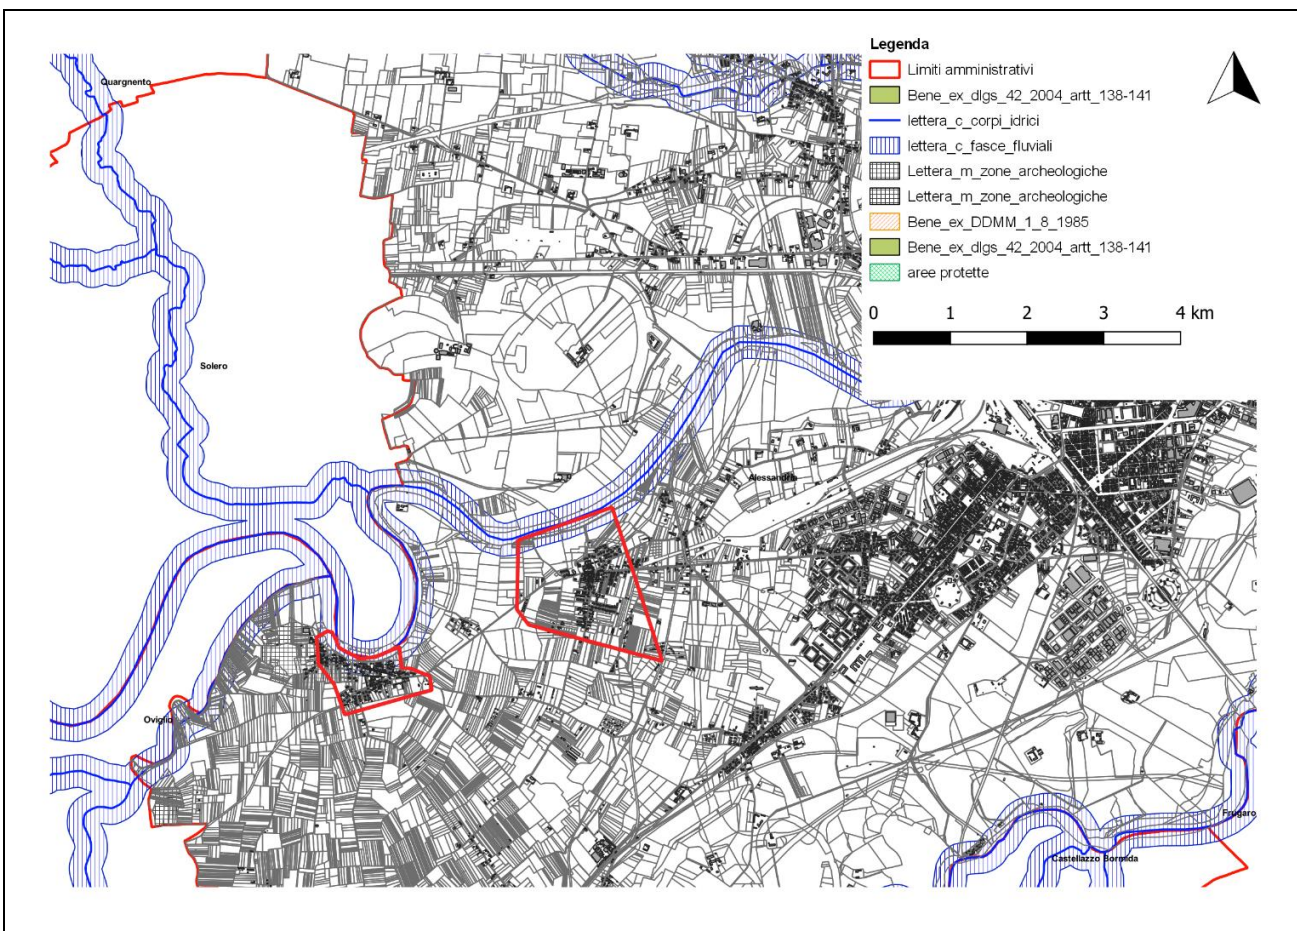 Legenda
Limiti amministrativi
Bene_ex_dlgs_42_2004_artt_138-141
lettera_c_corpi_idrici
lettera_c_fasce_fluviali
Lettera_m_zone_archeologiche
Lettera_m_zone_archeologiche
Bene_ex_DDMM_1_8_1985
Bene_ex_dlgs_42_2004_artt_138-141
aree protette
0 1 2 3 4 km
Quargnento
Solero
Alessandria
Oviglio
Frugaro
Castellazzo Bormida